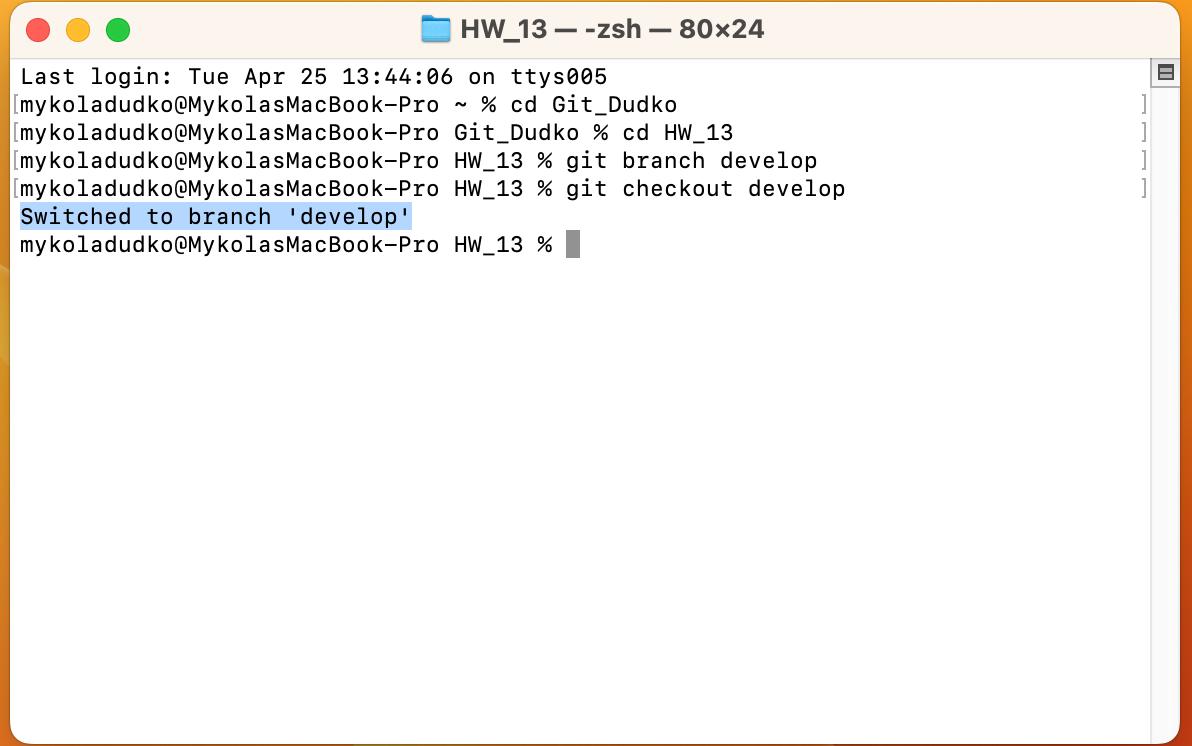 HW_13 — -zsh — 80×24
Last login: Tue Apr 25 13:44:06 on ttys005
[mykoladudko@MykolasMacBook-Pro ~ % cd Git_Dudko ]
[mykoladudko@MykolasMacBook-Pro Git_Dudko % cd HW_13 ]
[mykoladudko@MykolasMacBook-Pro HW_13 % git branch develop ]
[mykoladudko@MykolasMacBook-Pro HW_13 % git checkout develop ]
Switched to branch 'develop'
mykoladudko@MykolasMacBook-Pro HW_13 %